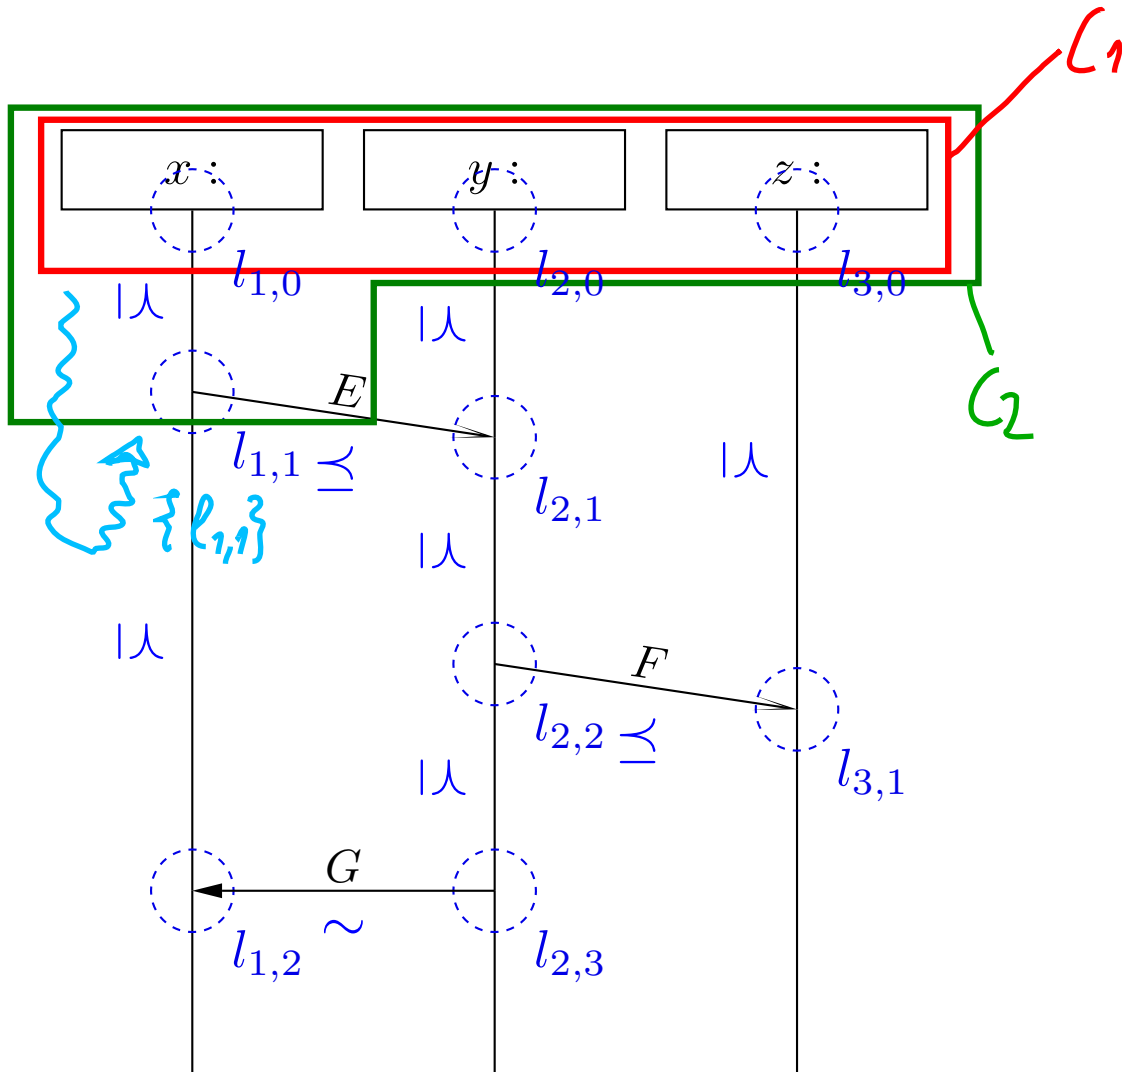 C1
x : y : z :
l1,0 l2,0 l3,0
⪯ ⪯
E
C2
l1,1 ⪯ ⪯
l2,1
{l1,1}
⪯
⪯ F
l2,2 ⪯
⪯ l3,1
G
∼
l1,2 l2,3